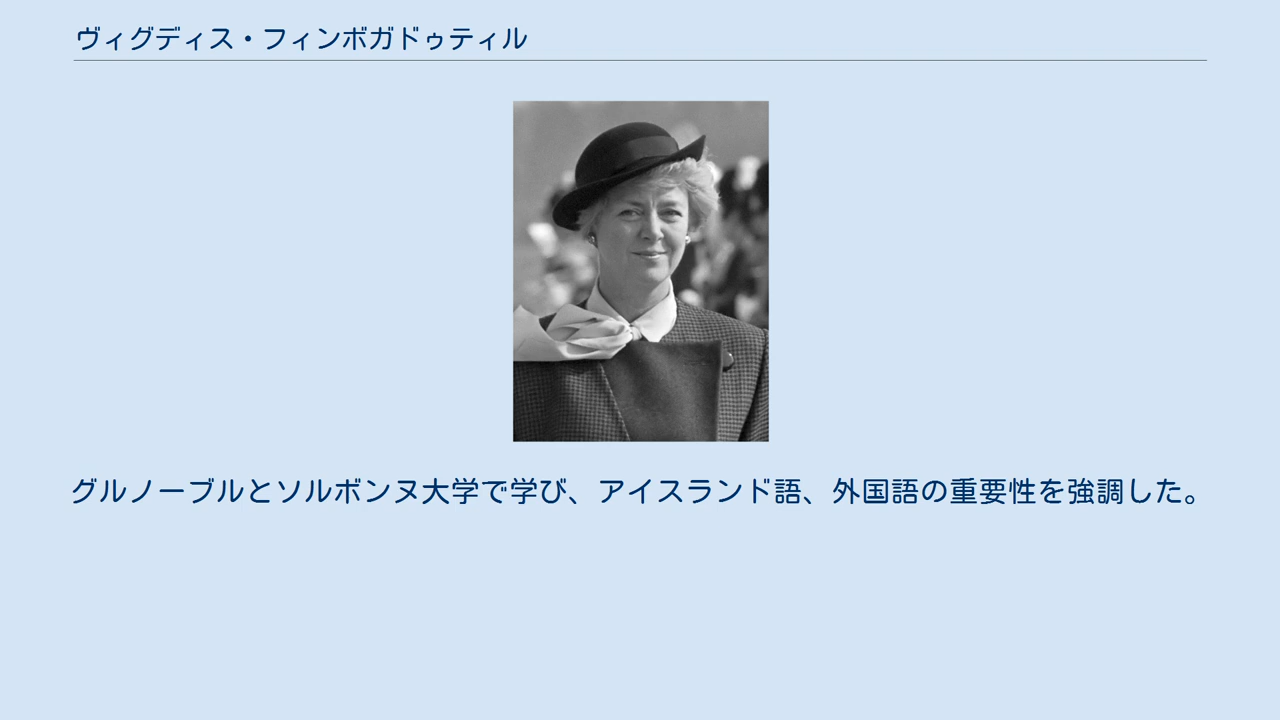 ヴィグディス・フィンボガドゥティル
グルノーブルとソルボンヌ大学で学び、アイスランド語、外国語の重要性を強調した。